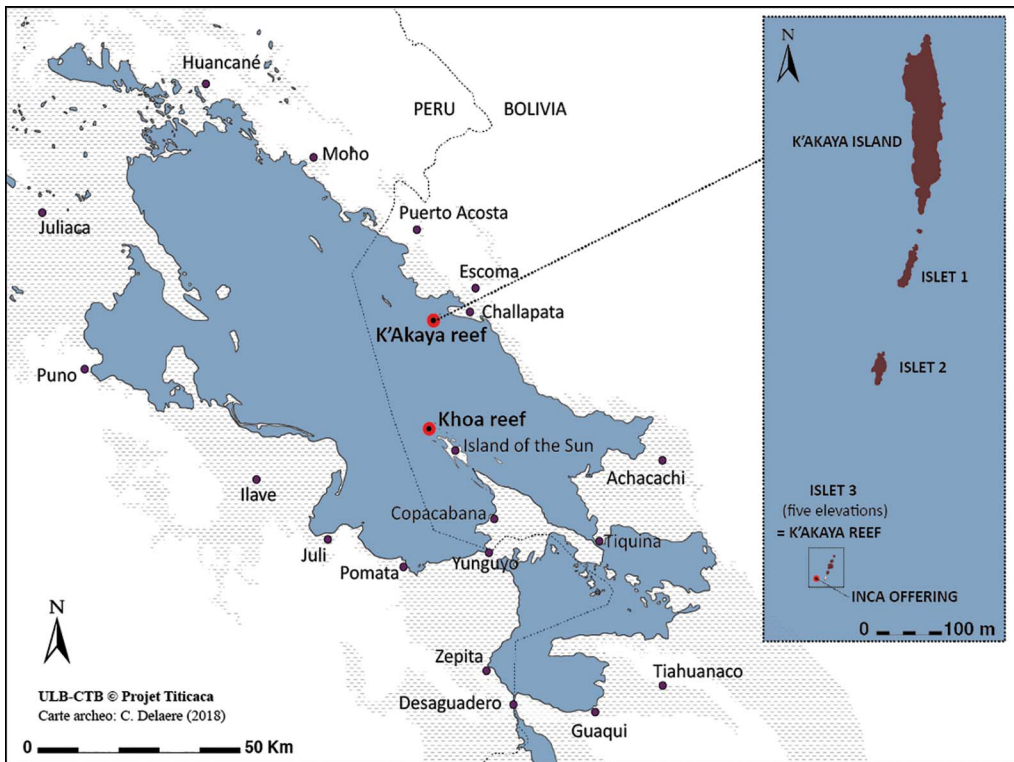 Huancané
PERU
BOLIVIA
Moho
Puerto Acosta
Juliaca
Escoma
Challapata
K'Akaya reef
Puno
Khoa reef
Island of the Sun
Achacachi
Ilave
Copacabana
Juli
Tiquina
Yunguyo
Pomata
N
Zepita
Tiahuanaco
ULB-CTB © Projet Titicaca
Desaguadero
Carte archeo: C. Delaere (2018)
Guaqui
0
50 Km
N
K'AKAYA ISLAND
ISLET 1
ISLET 2
ISLET 3
(five elevations)
= K'AKAYA REEF
INCA OFFERING
0
100 m